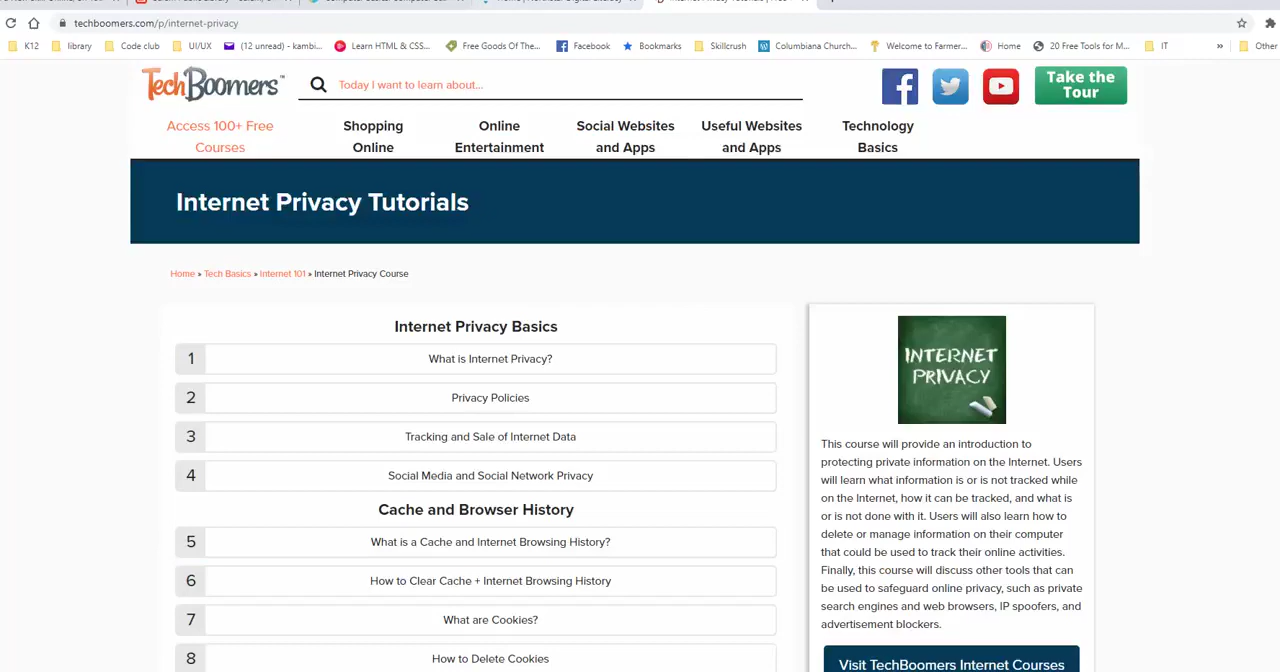 techboomers.com/p/internet-privacy
K12 library Code club UI/UX (12 unread) - kambi... Learn HTML & CSS... Free Goods Of The... Facebook Bookmarks Skillcrush Columbiana Church... Welcome to Farmer... Home 20 Free Tools for M... IT » Other
TechBoomers™ Today I want to learn about... Take the
Tour
Access 100+ Free Shopping Online Social Websites Useful Websites Technology
Courses Online Entertainment and Apps and Apps Basics
Internet Privacy Tutorials
Home » Tech Basics » Internet 101 » Internet Privacy Course
Internet Privacy Basics
1 What is Internet Privacy?
2 Privacy Policies
3 Tracking and Sale of Internet Data
4 Social Media and Social Network Privacy
Cache and Browser History
5 What is a Cache and Internet Browsing History?
6 How to Clear Cache + Internet Browsing History
7 What are Cookies?
8 How to Delete Cookies
INTERNET
PRIVACY
This course will provide an introduction to
protecting private information on the Internet. Users
will learn what information is or is not tracked while
on the Internet, how it can be tracked, and what is
or is not done with it. Users will also learn how to
delete or manage information on their computer
that could be used to track their online activities.
Finally, this course will discuss other tools that can
be used to safeguard online privacy, such as private
search engines and web browsers, IP spoofers, and
advertisement blockers.
Visit TechBoomers Internet Courses